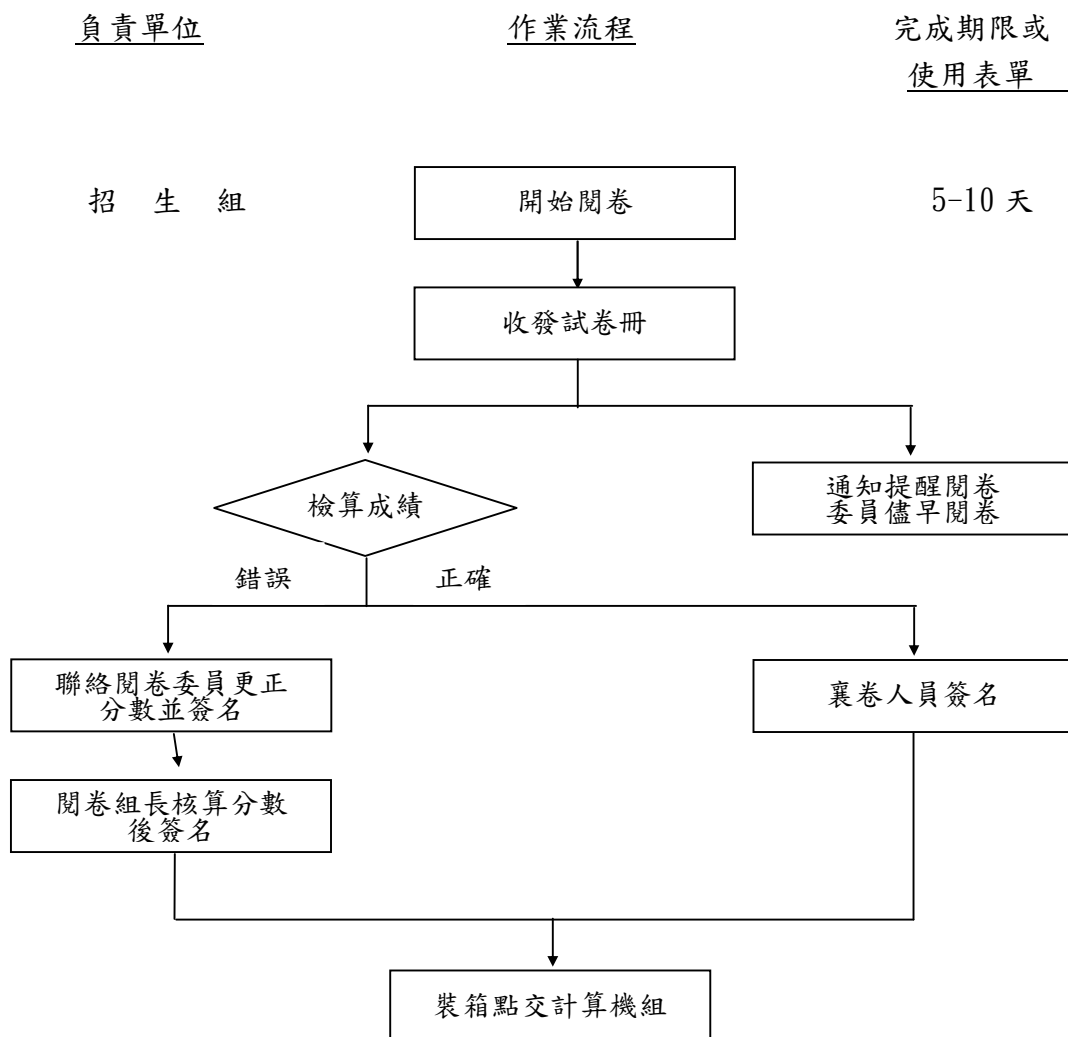 負責單位
作業流程
完成期限或
使用表單
招 生 組
開始閱卷
5-10 天
收發試卷冊
檢算成績
通知提醒閱卷
委員儘早閱卷
錯誤
正確
聯絡閱卷委員更正
分數並簽名
襄卷人員簽名
閱卷組長核算分數
後簽名
裝箱點交計算機組